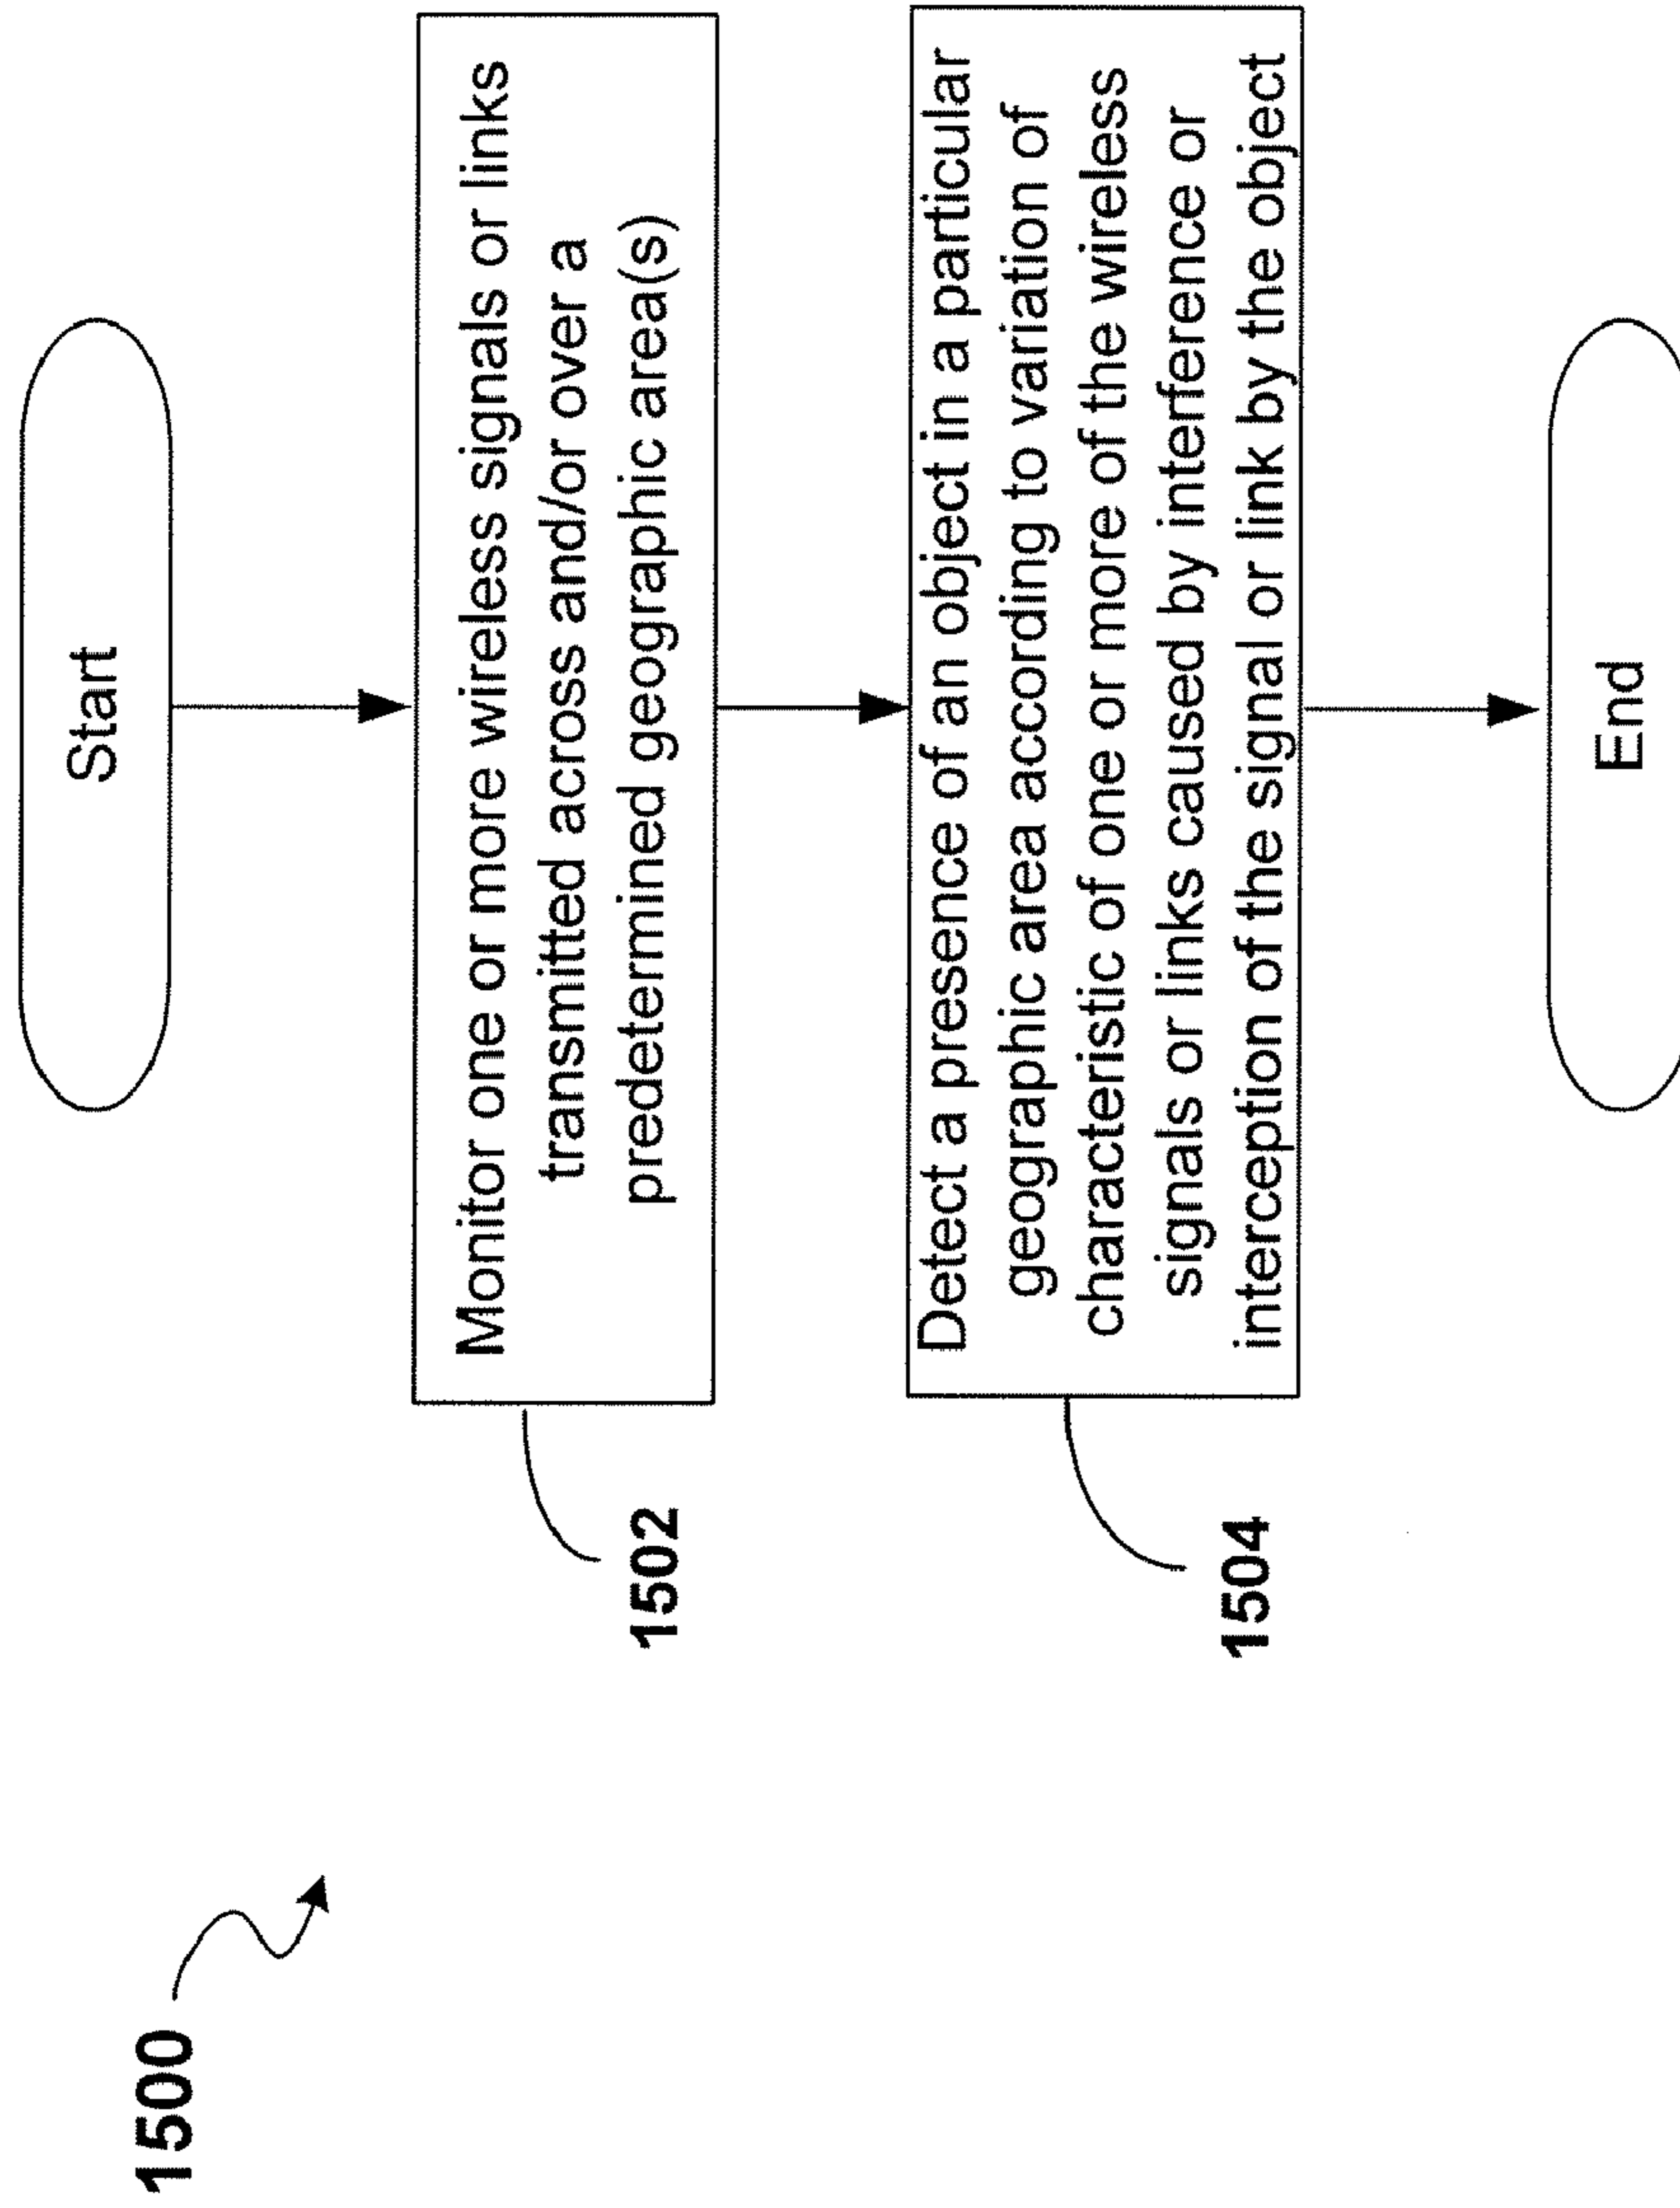 1500
Start
Monitor one or more wireless signals or links
transmitted across and/or over a
predetermined geographic area(s)
1502
Detect a presence of an object in a particular
geographic area according to variation of
characteristic of one or more of the wireless
signals or links caused by interference or
interception of the signal or link by the object
1504
End